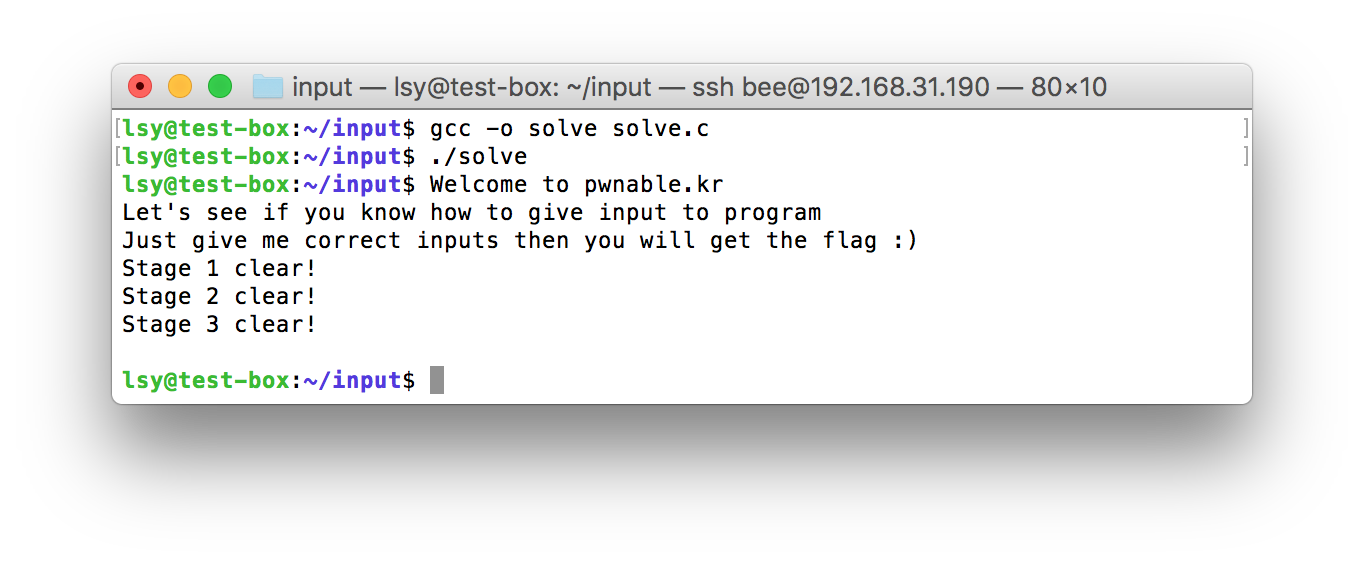 input — lsy@test-box: ~/input — ssh bee@192.168.31.190 — 80×10
[lsy@test-box:~/input$ gcc -o solve solve.c ]
[lsy@test-box:~/input$ ./solve ]
lsy@test-box:~/input$ Welcome to pwnable.kr
Let's see if you know how to give input to program
Just give me correct inputs then you will get the flag :)
Stage 1 clear!
Stage 2 clear!
Stage 3 clear!
lsy@test-box:~/input$